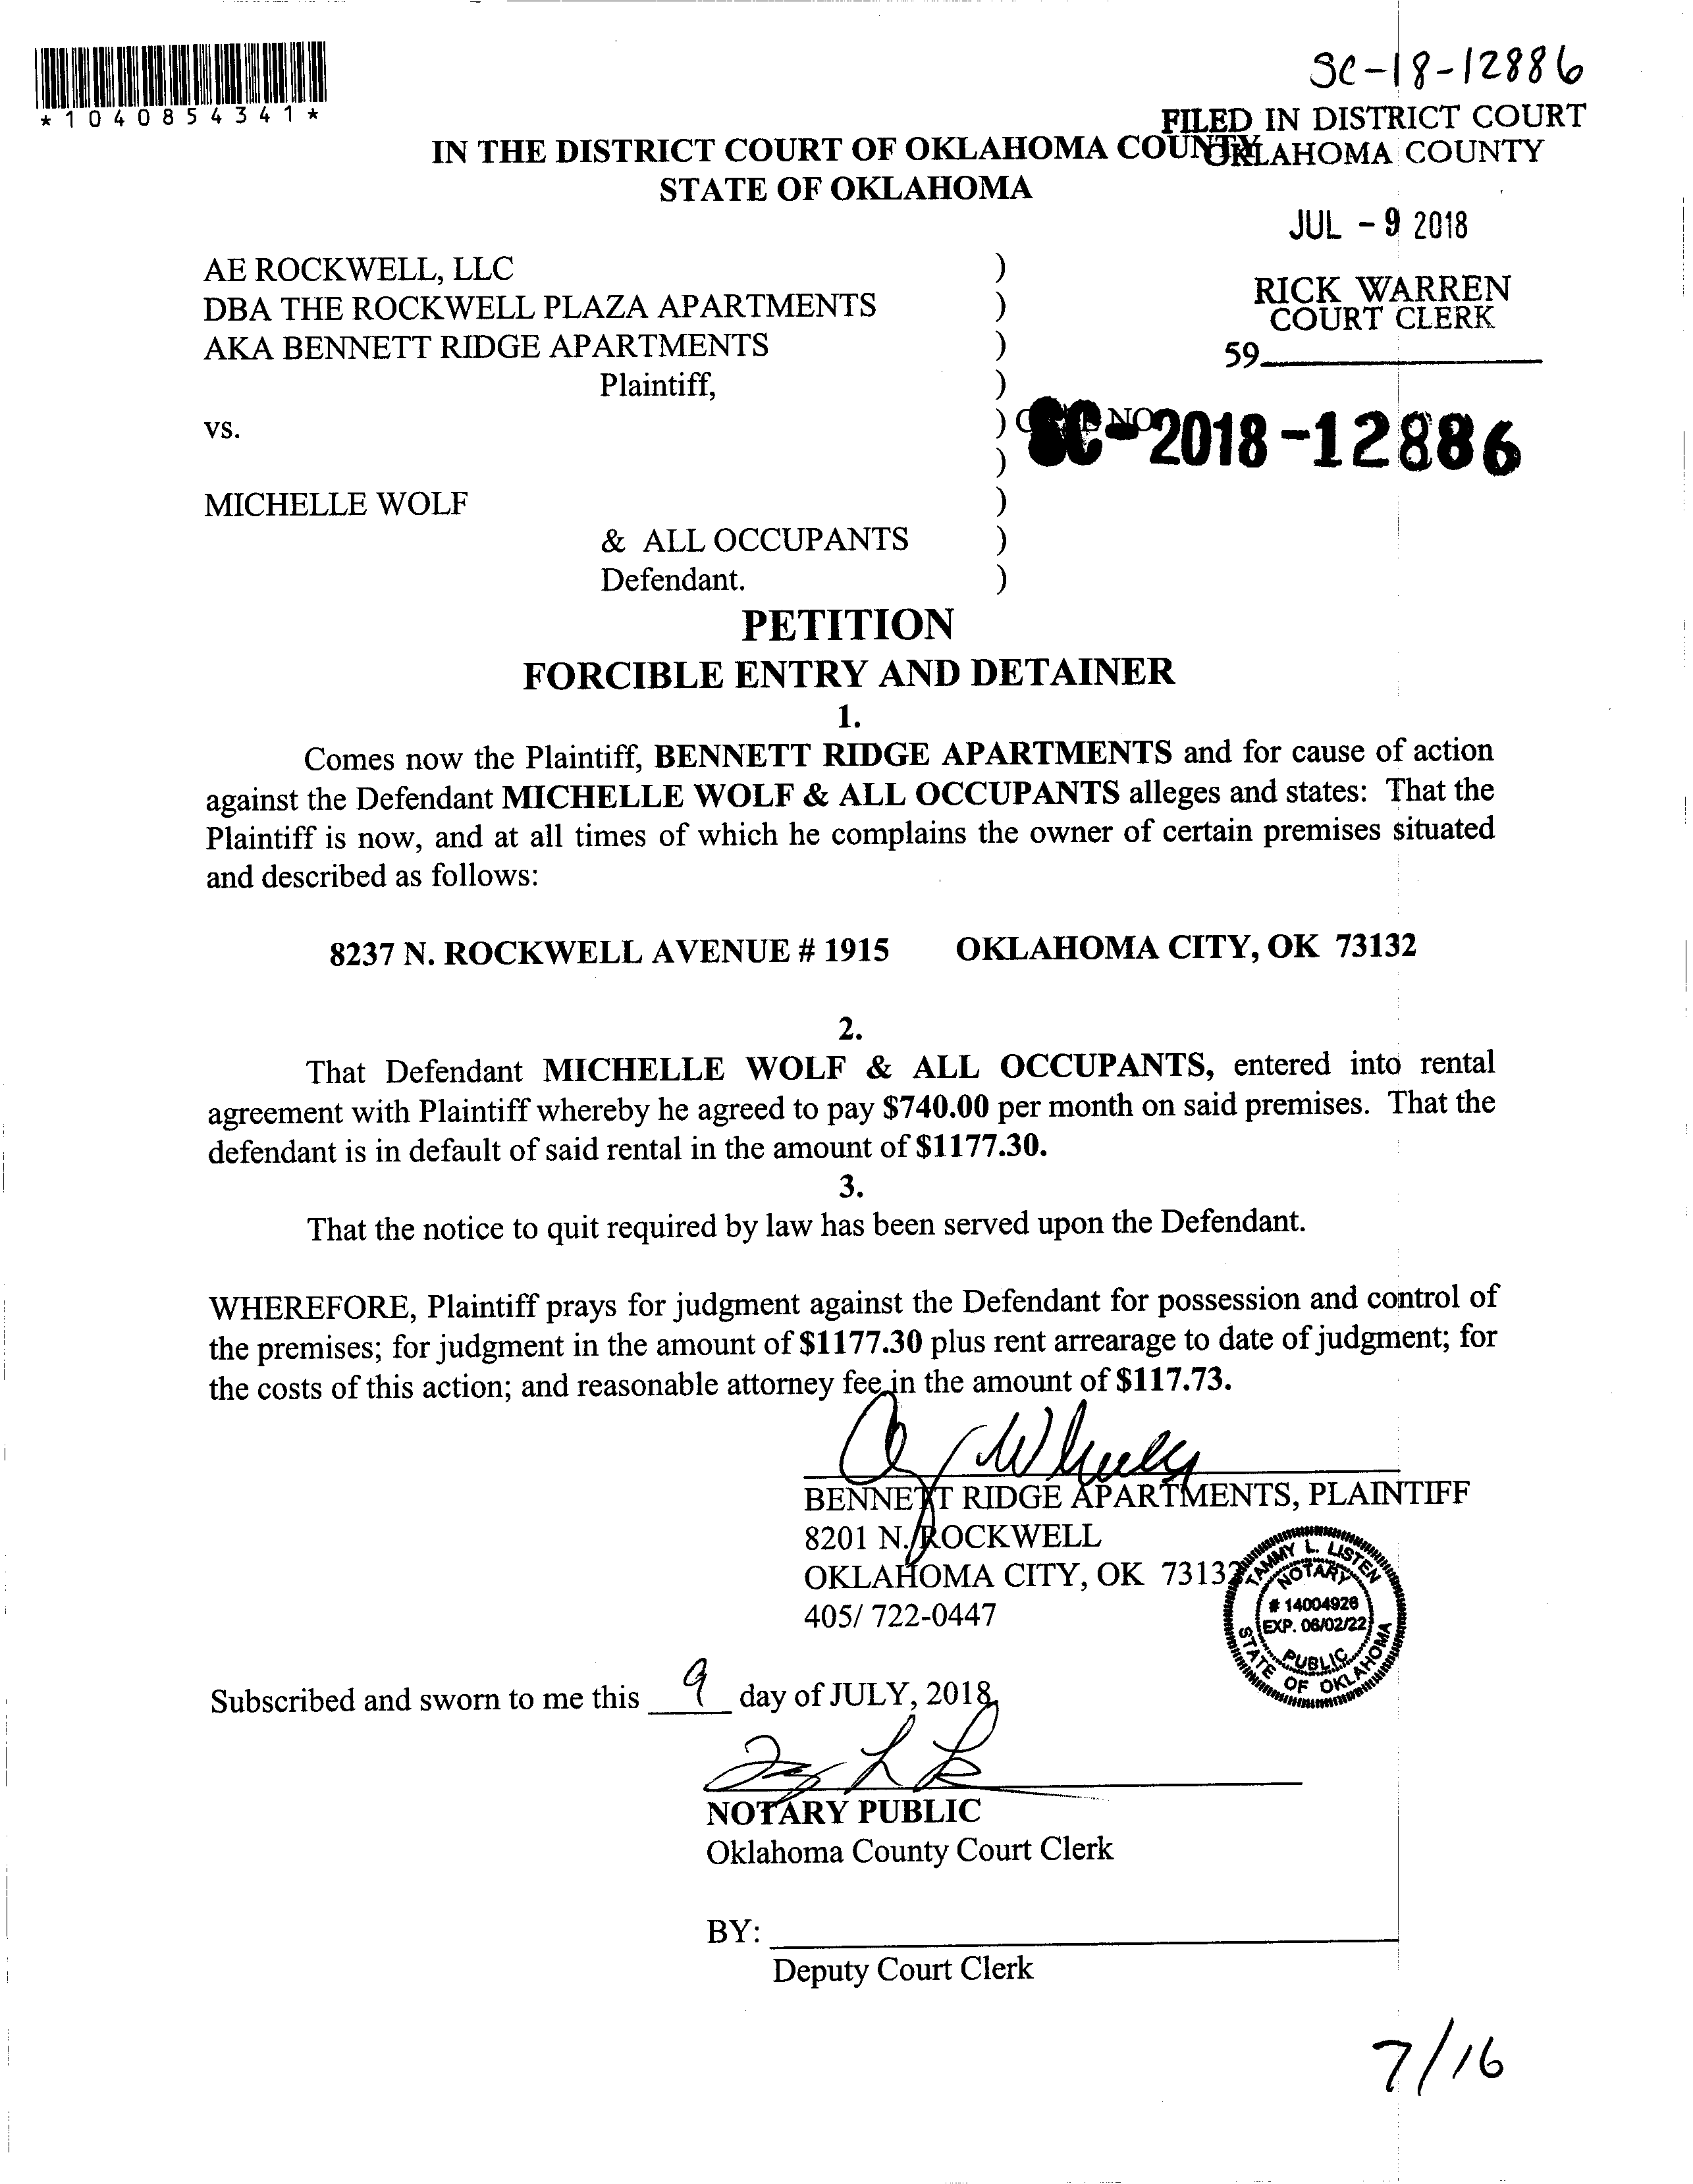 SC-18-12886
*1040854341*
FILED IN DISTRICT COURT
OKLAHOMA COUNTY
IN THE DISTRICT COURT OF OKLAHOMA COUNTY
STATE OF OKLAHOMA
JUL - 9 2018
AE ROCKWELL, LLC )
DBA THE ROCKWELL PLAZA APARTMENTS )
AKA BENNETT RIDGE APARTMENTS )
Plaintiff, )
RICK WARREN
COURT CLERK
59
vs. ) NO
SC-2018-12886
)
MICHELLE WOLF )
& ALL OCCUPANTS )
Defendant. )
PETITION
FORCIBLE ENTRY AND DETAINER
1.
Comes now the Plaintiff, BENNETT RIDGE APARTMENTS and for cause of action
against the Defendant MICHELLE WOLF & ALL OCCUPANTS alleges and states: That the
Plaintiff is now, and at all times of which he complains the owner of certain premises situated
and described as follows:
8237 N. ROCKWELL AVENUE # 1915 OKLAHOMA CITY, OK 73132
2.
That Defendant MICHELLE WOLF & ALL OCCUPANTS, entered into rental
agreement with Plaintiff whereby he agreed to pay $740.00 per month on said premises. That the
defendant is in default of said rental in the amount of $1177.30.
3.
That the notice to quit required by law has been served upon the Defendant.
WHEREFORE, Plaintiff prays for judgment against the Defendant for possession and control of
the premises; for judgment in the amount of $1177.30 plus rent arrearage to date of judgment; for
the costs of this action; and reasonable attorney fee in the amount of $117.73.
BENNETT RIDGE APARTMENTS, PLAINTIFF
8201 N. ROCKWELL
OKLAHOMA CITY, OK 73132
405/ 722-0447
TAMMY L. LISTEN
NOTARY
# 14004926
EXP. 06/02/22
PUBLIC
STATE OF OKLAHOMA
Subscribed and sworn to me this 9 day of JULY, 2018,
NOTARY PUBLIC
Oklahoma County Court Clerk
BY:
Deputy Court Clerk
7/16